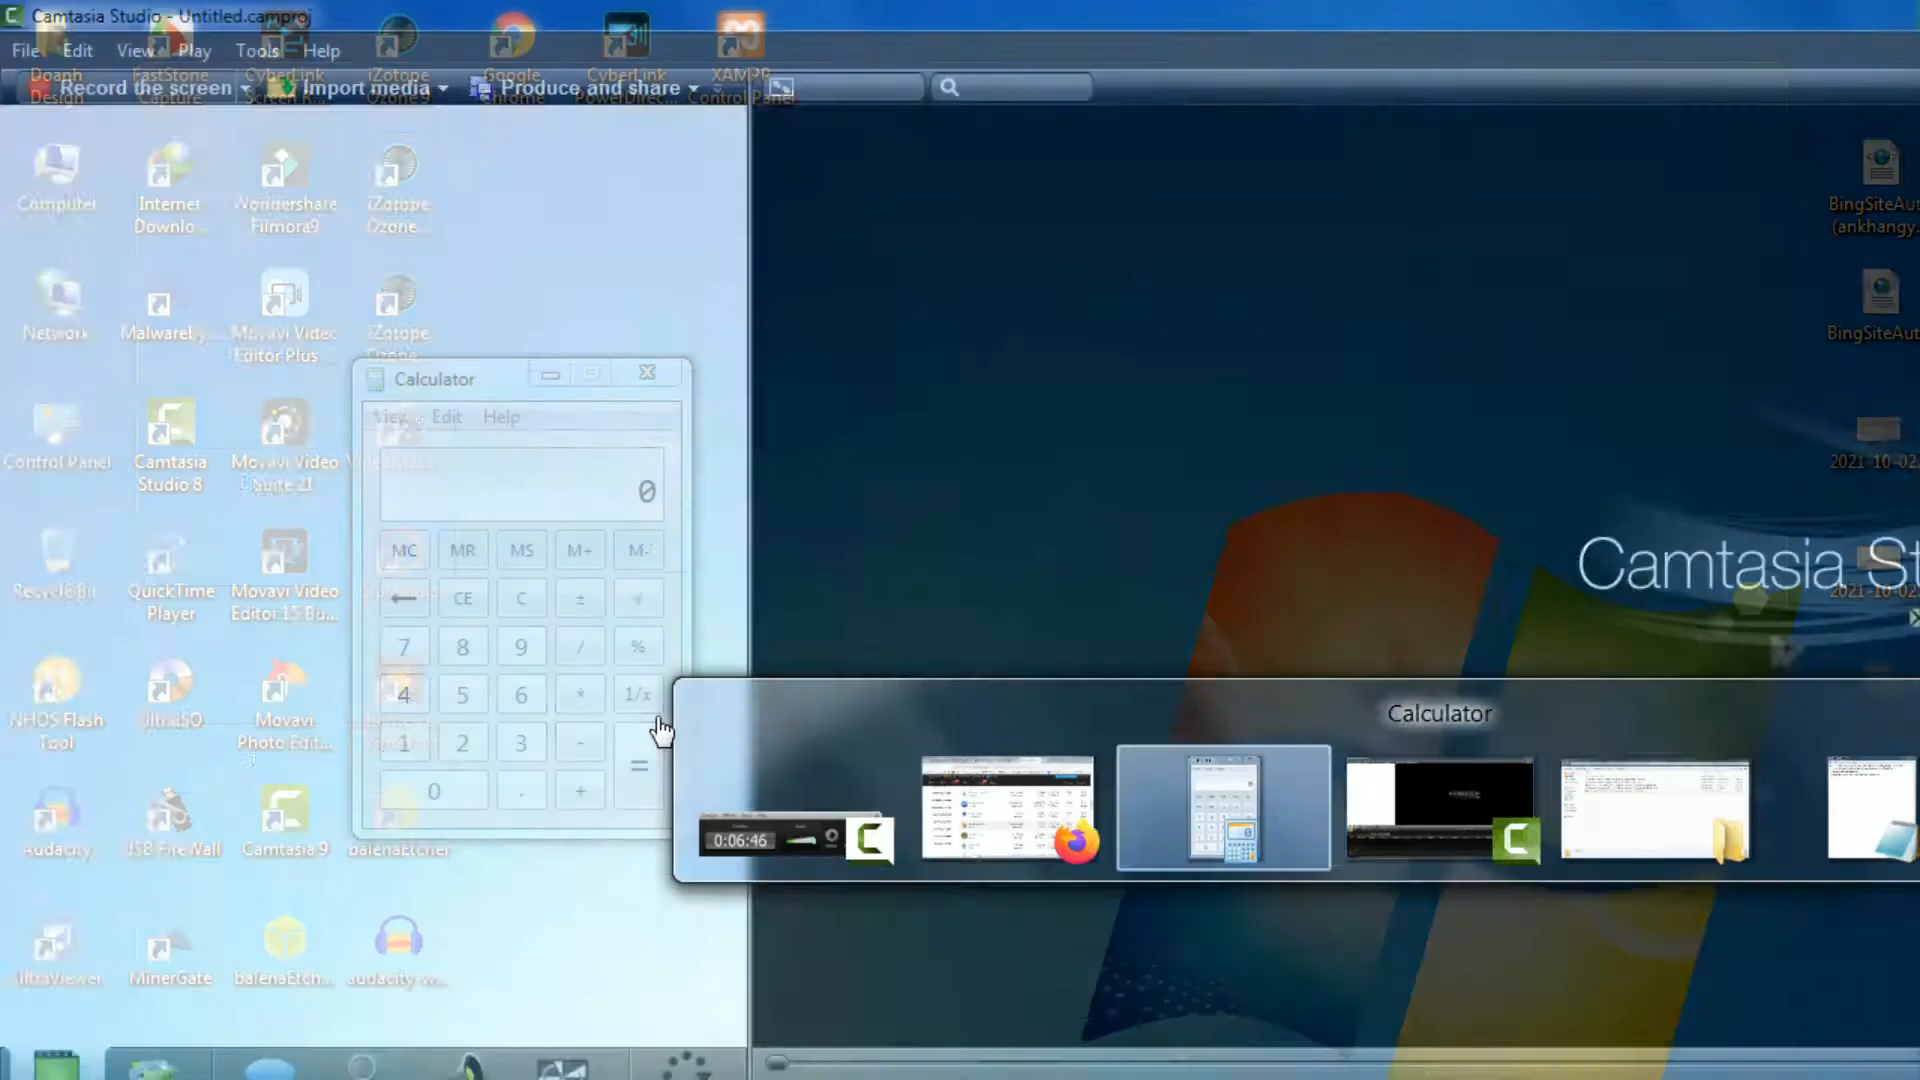 Camtasia Studio - Untitled.camproj
File Edit View Play Tools Help
Record the screen Import media Produce and share
Doanh Design
FastStone Capture
CyberLink Screen R...
iZotope Ozone 9
Google Chrome
CyberLink PowerDirec...
XAMPP Control Panel
Computer
Internet Downlo...
Wondershare Filmora9
iZotope Ozone...
BingSiteAut
(ankhangy.
Network
Malwareby...
Movavi Video Editor Plus...
iZotope Ozone...
BingSiteAut
Calculator
View Edit Help
0
MC MR MS M+ M-
← CE C ± √
7 8 9 / %
4 5 6 * 1/x
1 2 3 - =
0 . +
Control Panel
Camtasia Studio 8
Movavi Video Suite 21
2021-10-02
Camtasia St
Recycle Bin
QuickTime Player
Movavi Video Editor 15 Bu...
2021-10-02
NHOS Flash Tool
UltraISO
Movavi Photo Edit...
Calculator
0:06:46
Audacity
USB FireWall
Camtasia 9
balenaEtcher
UltraViewer
MinerGate
balenaEtch...
audacity-w...